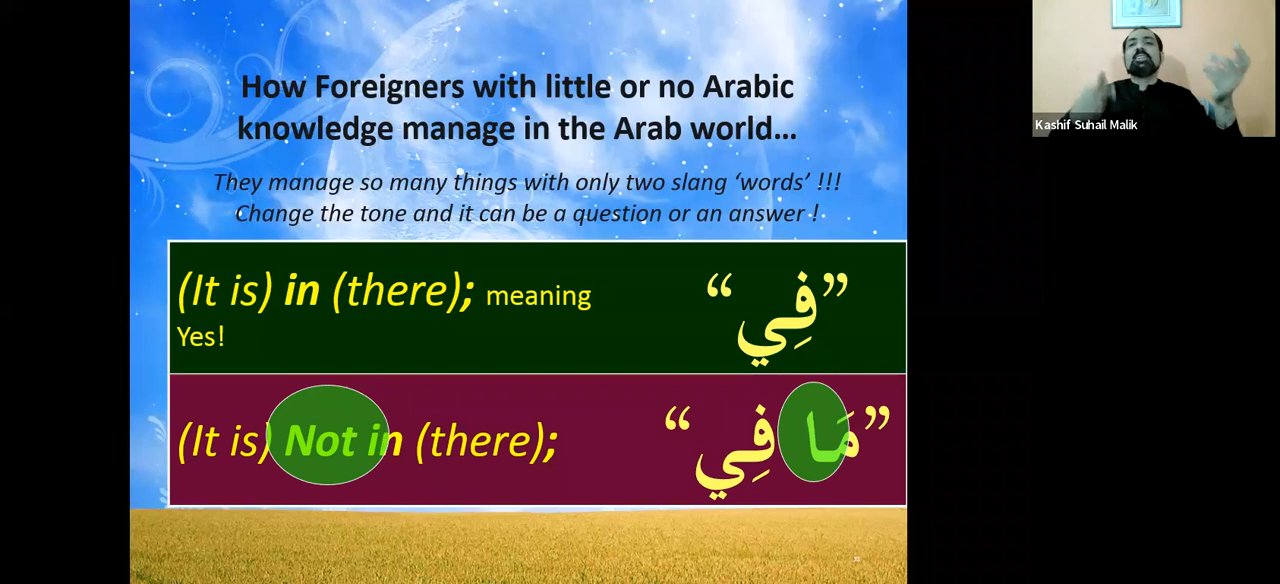 How Foreigners with little or no Arabic
knowledge manage in the Arab world...
They manage so many things with only two slang ‘words’ !!!
Change the tone and it can be a question or an answer !
(It is) in (there); meaning
Yes!
“فِي”
(It is) Not in (there);
“مَا فِي”
Kashif Suhail Malik